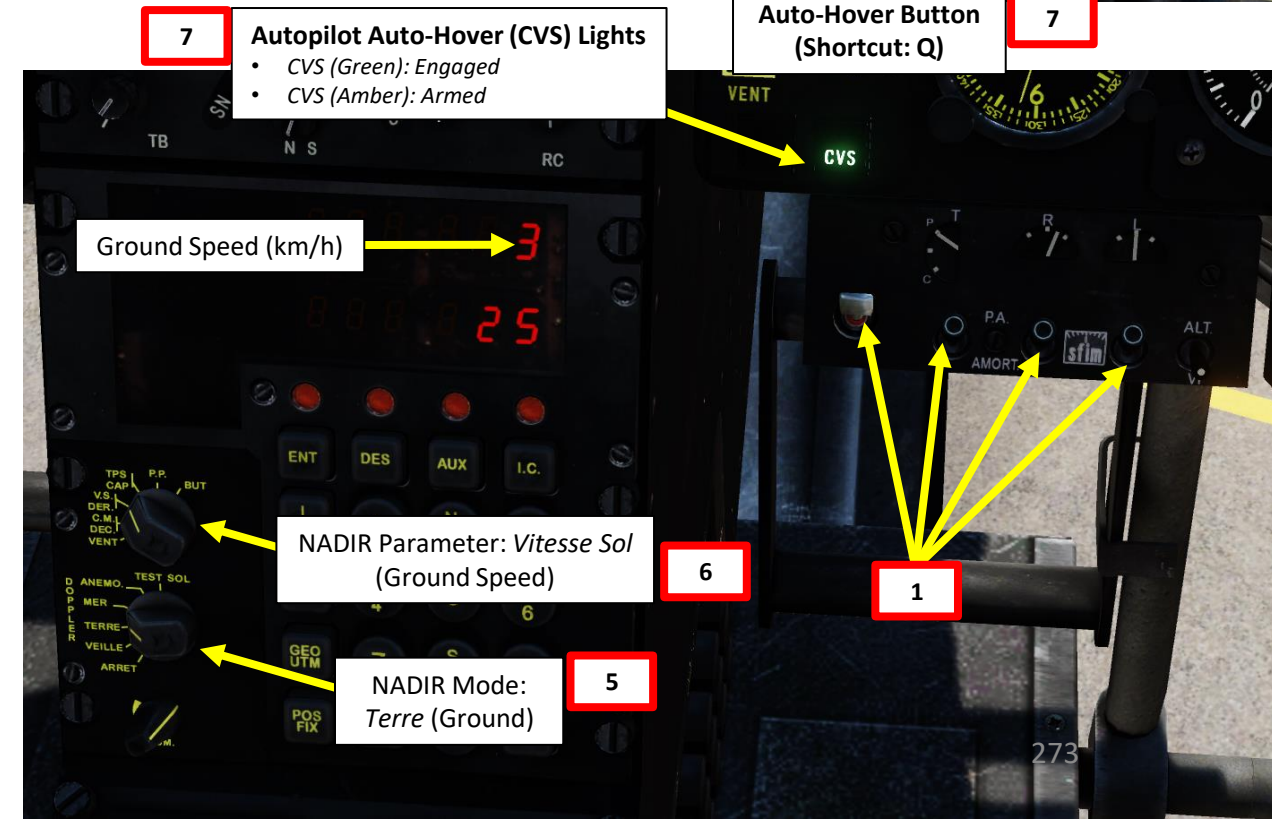 7
Autopilot Auto-Hover (CVS) Lights
• CVS (Green): Engaged
• CVS (Amber): Armed
Auto-Hover Button
(Shortcut: Q)
7
VENT
6
CVS
TB
SN
N S
RC
Ground Speed (km/h)
3
25
T
P
C
R
P.A.
AMORT
sfim
ALT.
ENT
DES
AUX
I.C.
TPS
CAP
P.P.
BUT
V.S.
DER.
C.M.
DEC.
VENT
NADIR Parameter: Vitesse Sol
(Ground Speed)
6
1
DOPPLER
ANEMO.
TEST SOL
MER
TERRE
VEILLE
ARRET
4
6
GEO
UTM
NADIR Mode:
Terre (Ground)
5
POS
FIX
273